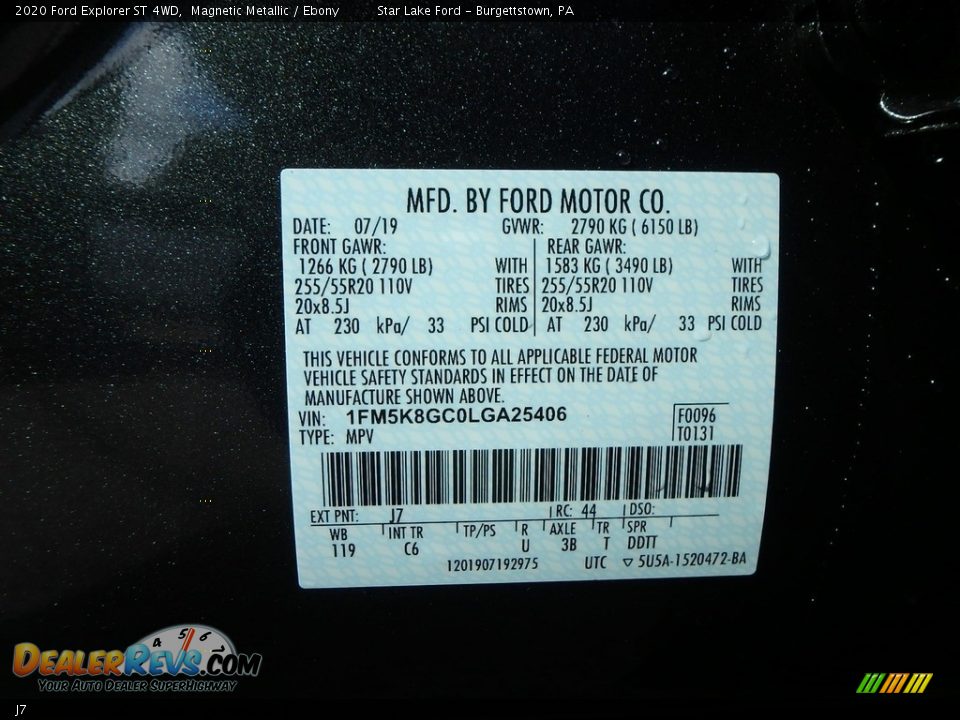 2020 Ford Explorer ST 4WD, Magnetic Metallic / Ebony Star Lake Ford - Burgettstown, PA
MFD. BY FORD MOTOR CO.
DATE: 07/19 GVWR: 2790 KG ( 6150 LB)
FRONT GAWR: REAR GAWR:
1266 KG ( 2790 LB) WITH 1583 KG ( 3490 LB) WITH
255/55R20 110V TIRES 255/55R20 110V TIRES
20x8.5J RIMS 20x8.5J RIMS
AT 230 kPa/ 33 PSI COLD AT 230 kPa/ 33 PSI COLD
THIS VEHICLE CONFORMS TO ALL APPLICABLE FEDERAL MOTOR
VEHICLE SAFETY STANDARDS IN EFFECT ON THE DATE OF
MANUFACTURE SHOWN ABOVE.
VIN: 1FM5K8GC0LGA25406 F0096
TYPE: MPV T0131
EXT PNT: J7 RC: 44 DSO:
WB INT TR TP/PS R AXLE TR SPR
119 C6 U 3B T DDTT
1201907192975 UTC ▽ 5U5A-1520472-BA
4 5 6
DEALERREVS.COM
Your Auto Dealer SuperHighway
J7